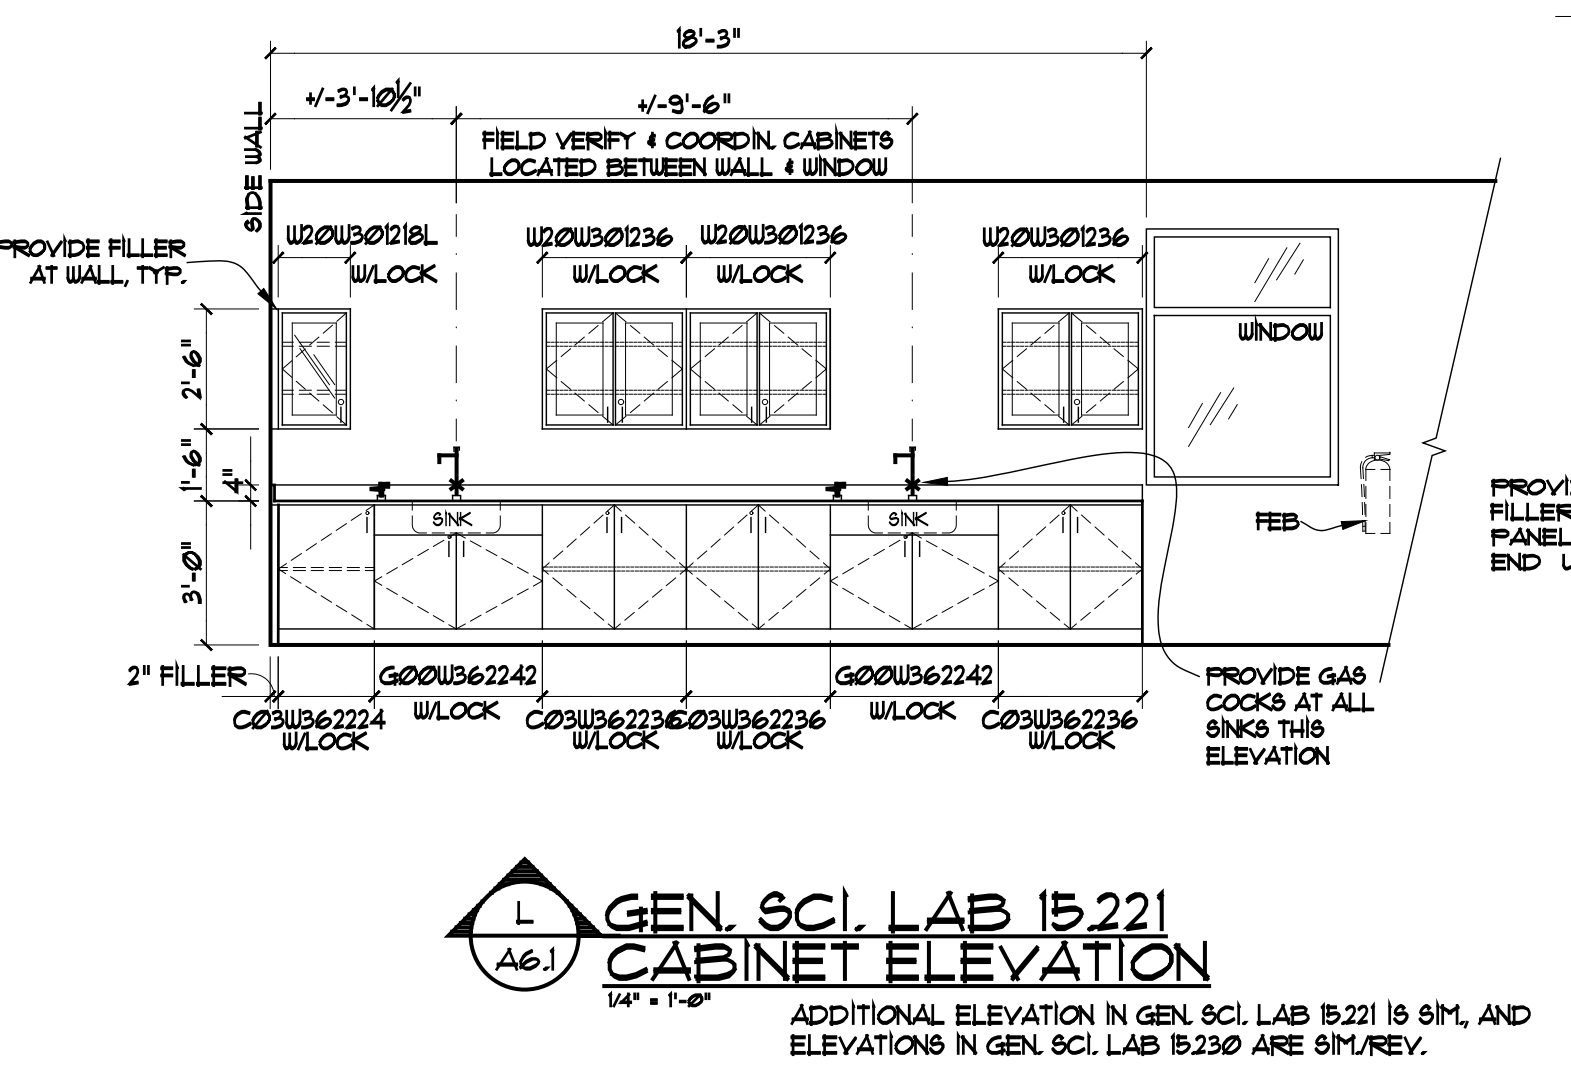 18'-3"
+/-3'-10½"
+/-9'-6"
FIELD VERIFY & COORDIN. CABINETS
LOCATED BETWEEN WALL & WINDOW
SIDE WALL
PROVIDE FILLER
AT WALL, TYP.
W20W301218L
W/LOCK
W20W301236
W/LOCK
W20W301236
W/LOCK
W20W301236
W/LOCK
WINDOW
2'-6"
1'-6"
4"
3'-0"
SINK
SINK
FEB
FILLER
PANEL
END
2" FILLER
G00W362242
W/LOCK
G00W362242
W/LOCK
C03W362224
W/LOCK
C03W362236
W/LOCK
C03W362236
W/LOCK
C03W362236
W/LOCK
PROVIDE GAS
COCKS AT ALL
SINKS THIS
ELEVATION
L
A6.1
GEN. SCI. LAB 15.221
CABINET ELEVATION
1/4" = 1'-0"
ADDITIONAL ELEVATION IN GEN. SCI. LAB 15.221 IS SIM., AND
ELEVATIONS IN GEN. SCI. LAB 15.230 ARE SIM./REV.